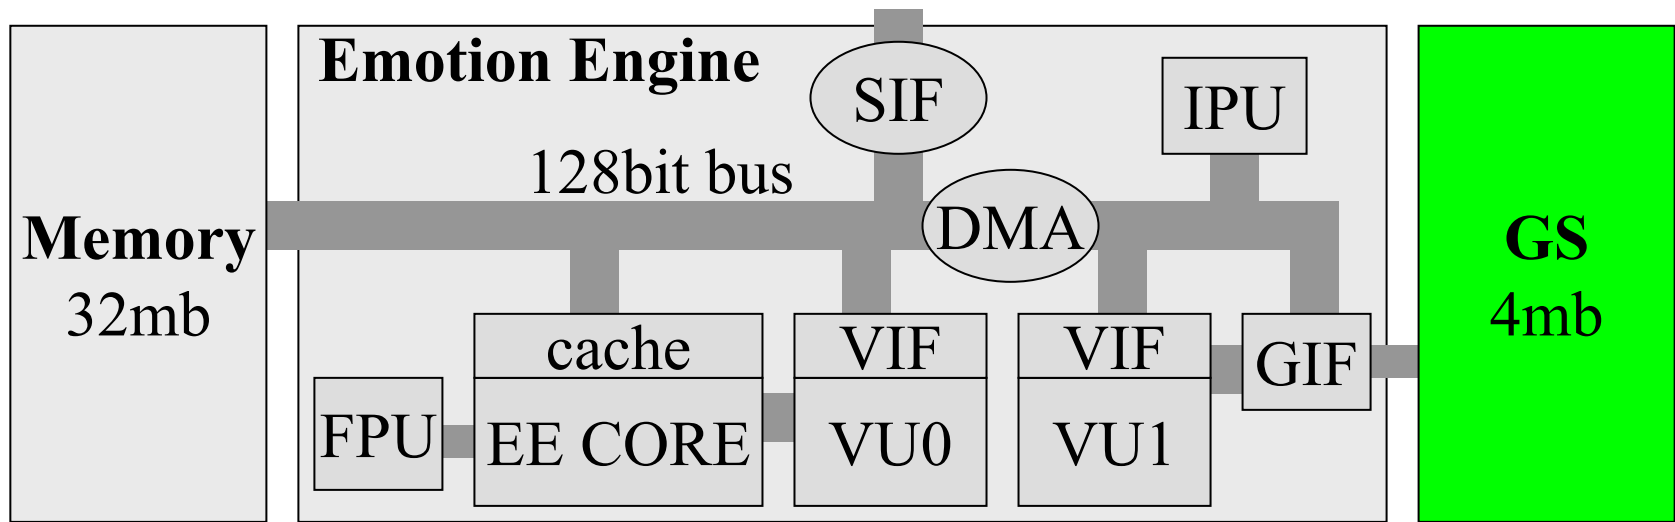 Emotion Engine
SIF
IPU
128bit bus
DMA
Memory
32mb
GS
4mb
cache
VIF
VIF
GIF
FPU
EE CORE
VU0
VU1